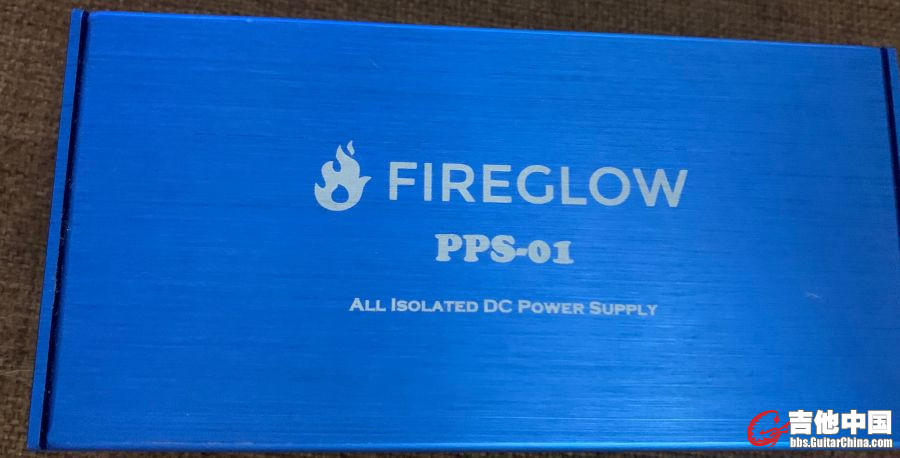 FIREGLOW
PPS-01
ALL ISOLATED DC POWER SUPPLY
吉他中国
bbs.GuitarChina.com